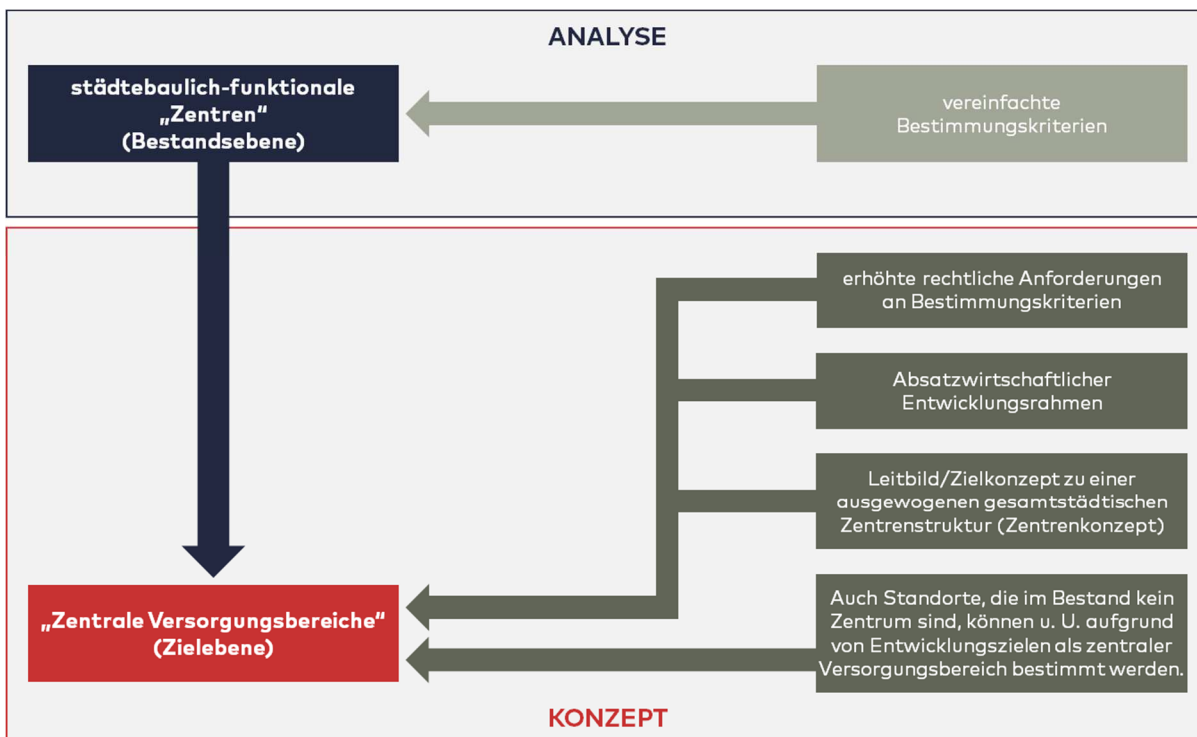 ANALYSE
städtebaulich-funktionale
„Zentren“
(Bestandsebene)
vereinfachte
Bestimmungskriterien
erhöhte rechtliche Anforderungen
an Bestimmungskriterien
Absatzwirtschaftlicher
Entwicklungsrahmen
Leitbild/Zielkonzept zu einer
ausgewogenen gesamtstädtischen
Zentrenstruktur (Zentrenkonzept)
„Zentrale Versorgungsbereiche“
(Zielebene)
Auch Standorte, die im Bestand kein
Zentrum sind, können u. U. aufgrund
von Entwicklungszielen als zentraler
Versorgungsbereich bestimmt werden.
KONZEPT